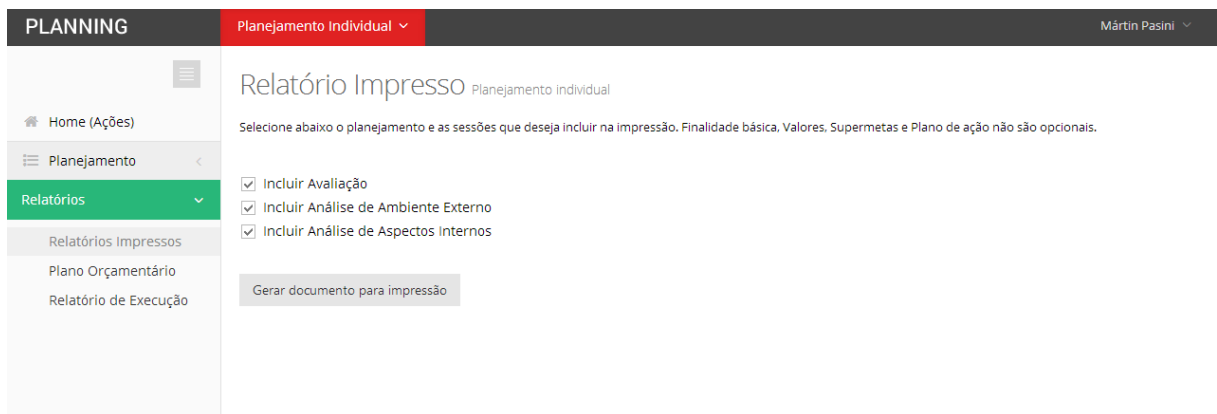 PLANNING
Planejamento Individual
Mártin Pasini
Relatório Impresso Planejamento individual
Home (Ações)
Selecione abaixo o planejamento e as sessões que deseja incluir na impressão. Finalidade básica, Valores, Supermetas e Plano de ação não são opcionais.
Planejamento
Incluir Avaliação
Relatórios
Incluir Análise de Ambiente Externo
Incluir Análise de Aspectos Internos
Relatórios Impressos
Plano Orçamentário
Gerar documento para impressão
Relatório de Execução